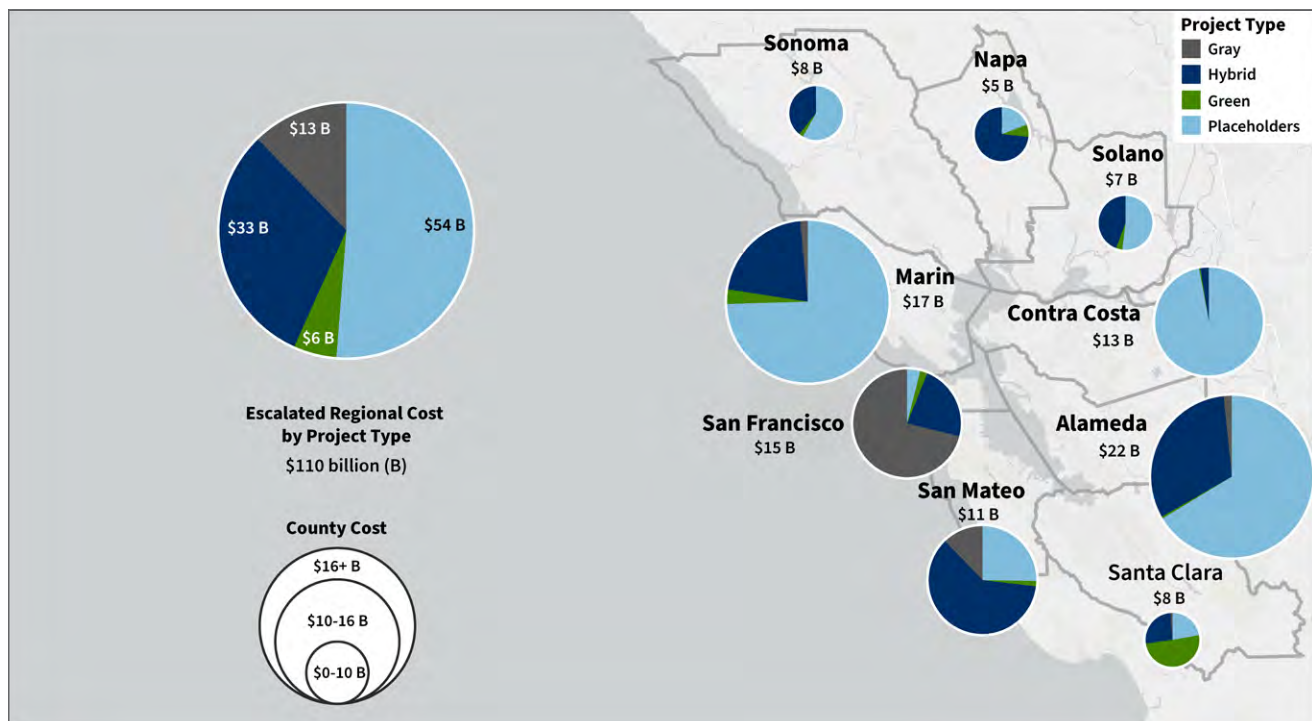 Project Type
Gray
Hybrid
Green
Placeholders
Sonoma
$8 B
Napa
$5 B
Solano
$7 B
$13 B
$33 B
$54 B
$6 B
Marin
$17 B
Contra Costa
$13 B
San Francisco
$15 B
Alameda
$22 B
Escalated Regional Cost
by Project Type
$110 billion (B)
San Mateo
$11 B
County Cost
$16+ B
$10-16 B
$0-10 B
Santa Clara
$8 B